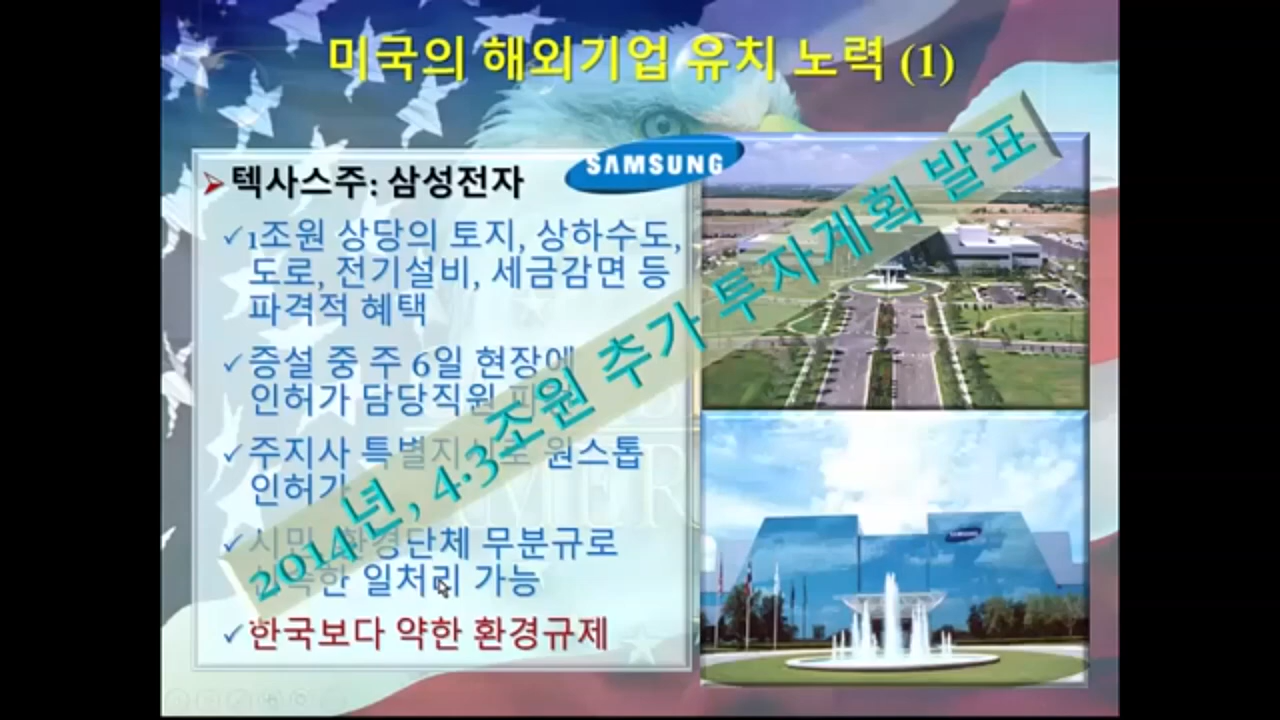 미국의 해외기업 유치 노력 (1)
SAMSUNG
텍사스주: 삼성전자
1조원 상당의 토지, 상하수도,
도로, 전기설비, 세금감면 등
파격적 혜택
증설 중 주 6일 현장에
인허가 담당직원
주지사 특별지시로 원스톱
인허가
시민, 환경단체 무분규로
일처리 가능
한국보다 약한 환경규제
2014년, 4.3조원 추가 투자계획 발표
SAMSUNG